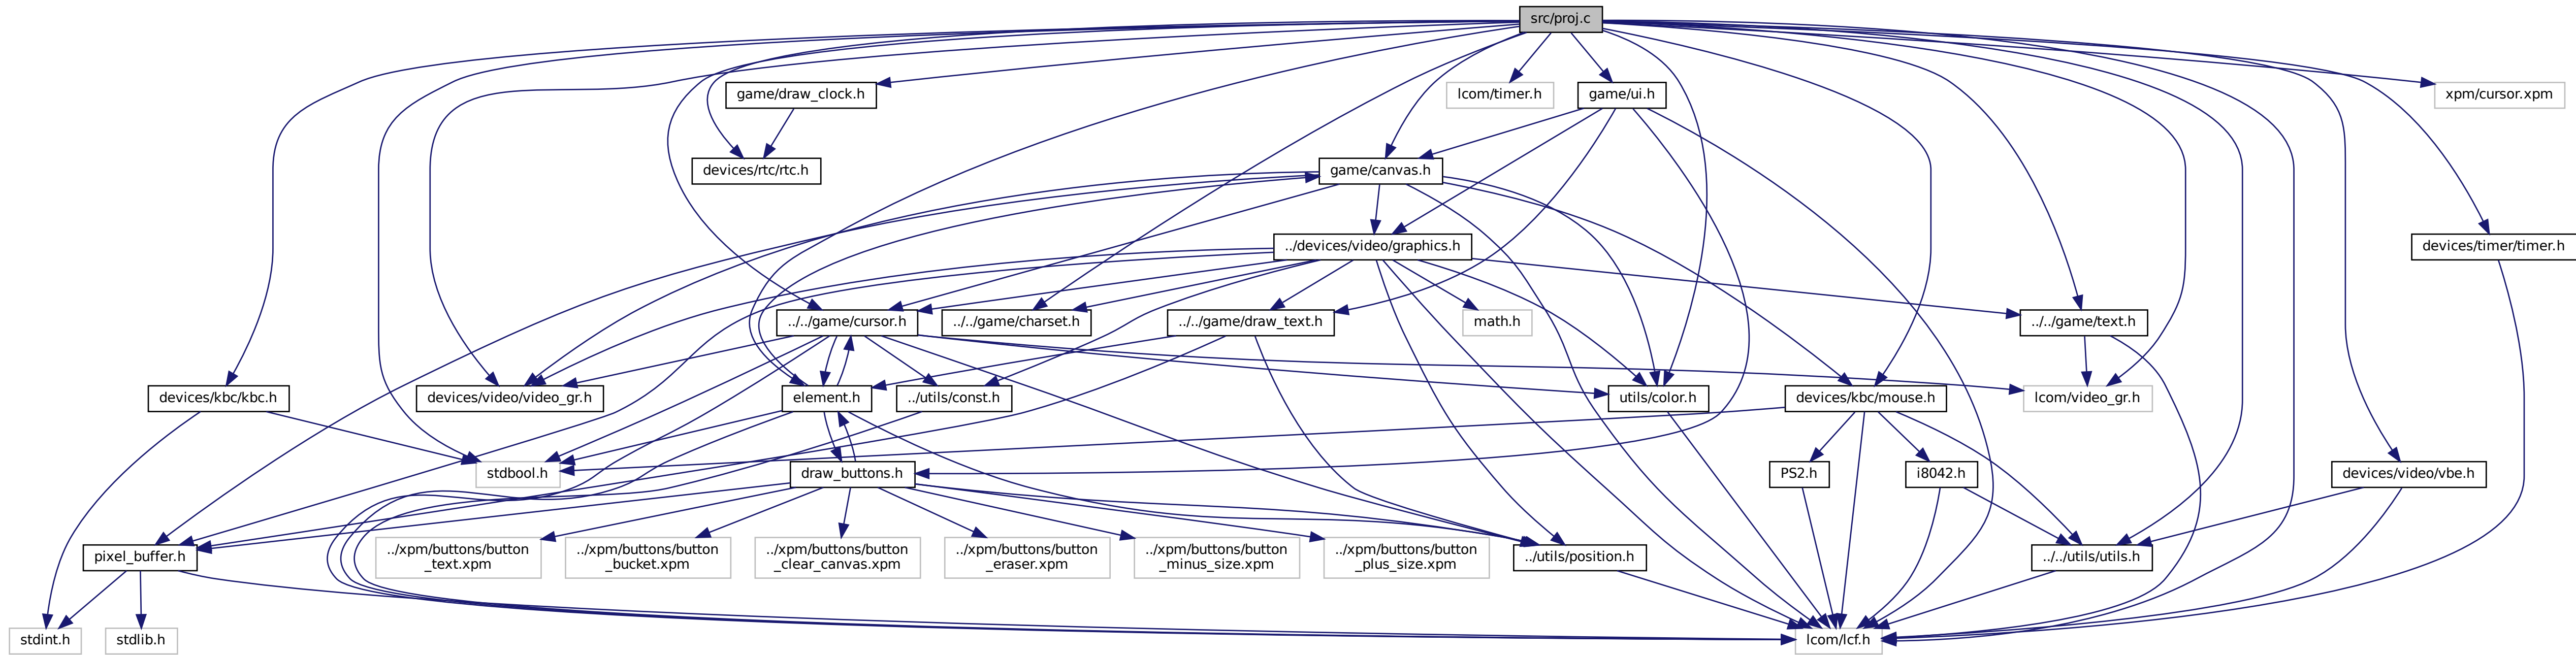 src/proj.c
game/draw_clock.h
lcom/timer.h
game/ui.h
xpm/cursor.xpm
devices/rtc/rtc.h
game/canvas.h
../devices/video/graphics.h
devices/timer/timer.h
../../game/cursor.h
../../game/charset.h
../../game/draw_text.h
math.h
../../game/text.h
devices/kbc/kbc.h
devices/video/video_gr.h
element.h
../utils/const.h
utils/color.h
devices/kbc/mouse.h
lcom/video_gr.h
stdbool.h
draw_buttons.h
PS2.h
i8042.h
devices/video/vbe.h
pixel_buffer.h
../xpm/buttons/button
_text.xpm
../xpm/buttons/button
_bucket.xpm
../xpm/buttons/button
_clear_canvas.xpm
../xpm/buttons/button
_eraser.xpm
../xpm/buttons/button
_minus_size.xpm
../xpm/buttons/button
_plus_size.xpm
../utils/position.h
../../utils/utils.h
stdint.h
stdlib.h
lcom/lcf.h